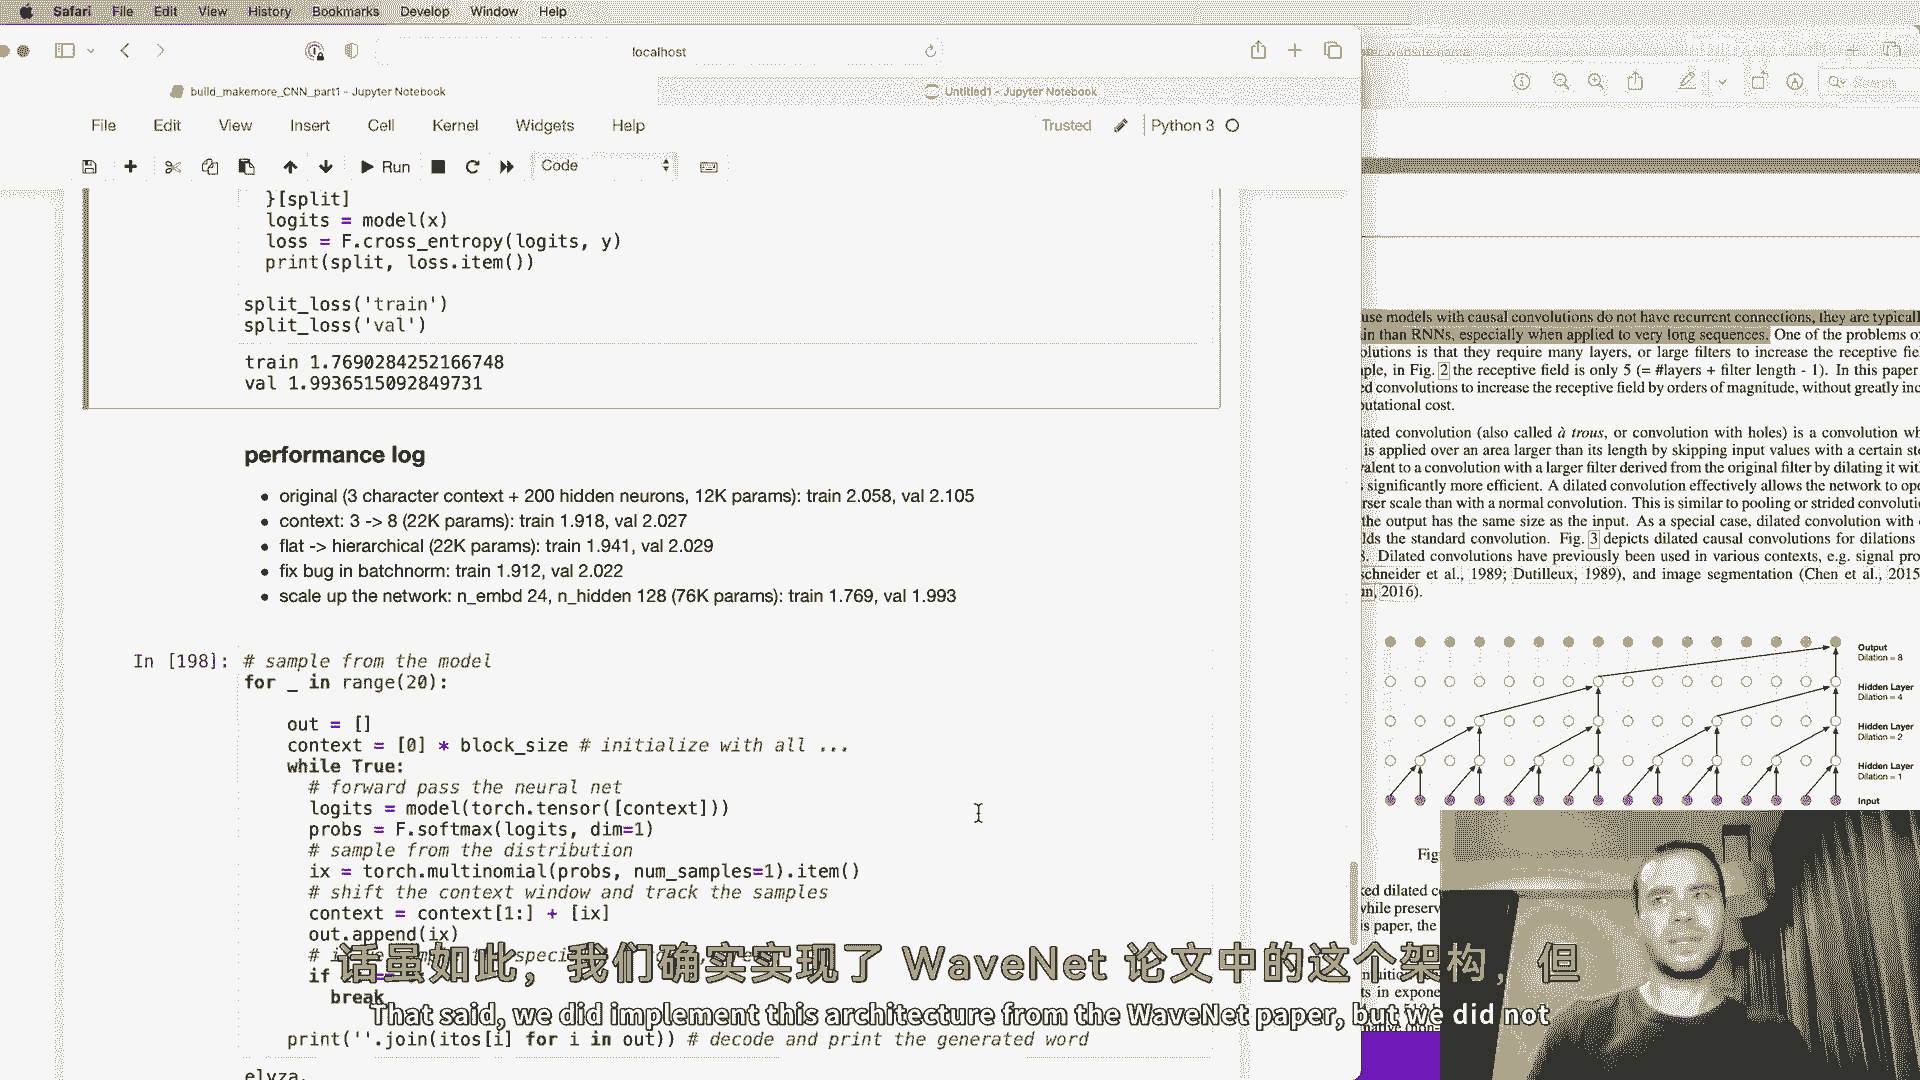 Safari File Edit View History Bookmarks Develop Window Help
localhost
build_makemore_CNN_part1 - Jupyter Notebook
Untitled1 - Jupyter Notebook
File Edit View Insert Cell Kernel Widgets Help
Trusted Python 3
Run Code
Search
}[split]
logits = model(x)
loss = F.cross_entropy(logits, y)
print(split, loss.item())
split_loss('train')
split_loss('val')
train 1.7690284252166748
val 1.9936515092849731
performance log
original (3 character context + 200 hidden neurons, 12K params): train 2.058, val 2.105
context: 3 -> 8 (22K params): train 1.918, val 2.027
flat -> hierarchical (22K params): train 1.941, val 2.029
fix bug in batchnorm: train 1.912, val 2.022
scale up the network: n_embd 24, n_hidden 128 (76K params): train 1.769, val 1.993
In [198]: # sample from the model
for _ in range(20):
out = []
context = [0] * block_size # initialize with all ...
while True:
# forward pass the neural net
logits = model(torch.tensor([context]))
probs = F.softmax(logits, dim=1)
# sample from the distribution
ix = torch.multinomial(probs, num_samples=1).item()
# shift the context window and track the samples
context = context[1:] + [ix]
out.append(ix)
if
break
print(''.join(itos[i] for i in out)) # decode and print the generated word
elyza.
use models with causal convolutions do not have recurrent connections, they are typicall
in than RNNs, especially when applied to very long sequences. One of the problems of
olutions is that they require many layers, or large filters to increase the receptive fie
ple, in Fig. 2 the receptive field is only 5 (= #layers + filter length - 1). In this paper
ed convolutions to increase the receptive field by orders of magnitude, without greatly inc
putational cost.
lated convolution (also called à trous, or convolution with holes) is a convolution wh
is applied over an area larger than its length by skipping input values with a certain ste
valent to a convolution with a larger filter derived from the original filter by dilating it wit
significantly more efficient. A dilated convolution effectively allows the network to ope
rser scale than with a normal convolution. This is similar to pooling or strided convolutio
the output has the same size as the input. As a special case, dilated convolution with
lds the standard convolution. Fig. 3 depicts dilated causal convolutions for dilations
8. Dilated convolutions have previously been used in various contexts, e.g. signal pro
schneider et al., 1989; Dutilleux, 1989), and image segmentation (Chen et al., 2015
un, 2016).
Output
Dilation = 8
Hidden Layer
Dilation = 4
Hidden Layer
Dilation = 2
Hidden Layer
Dilation = 1
Input
Fig
ked dilated c
while preserv
is paper, the
话虽如此，我们确实实现了 WaveNet 论文中的这个架构，但
That said, we did implement this architecture from the WaveNet paper, but we did not